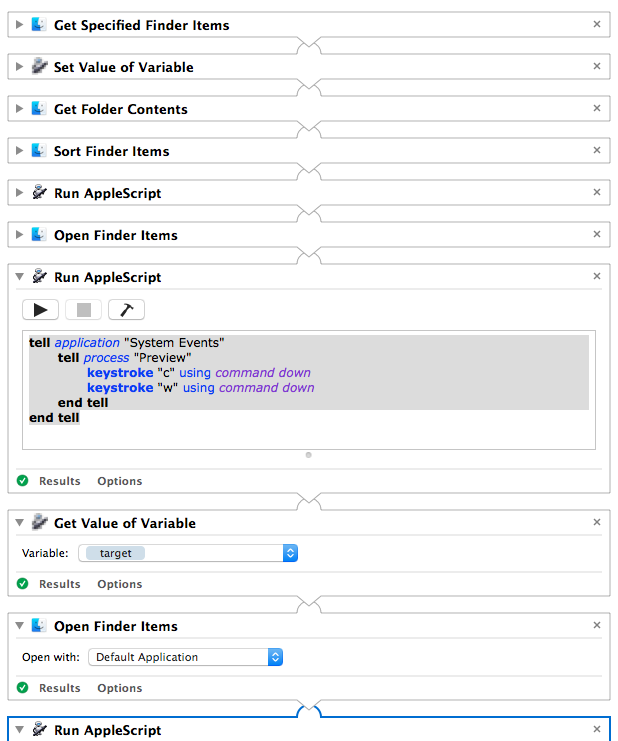 Get Specified Finder Items
Set Value of Variable
Get Folder Contents
Sort Finder Items
Run AppleScript
Open Finder Items
Run AppleScript
tell application "System Events"
tell process "Preview"
keystroke "c" using command down
keystroke "w" using command down
end tell
end tell
Results Options
Get Value of Variable
Variable: target
Results Options
Open Finder Items
Open with: Default Application
Results Options
Run AppleScript